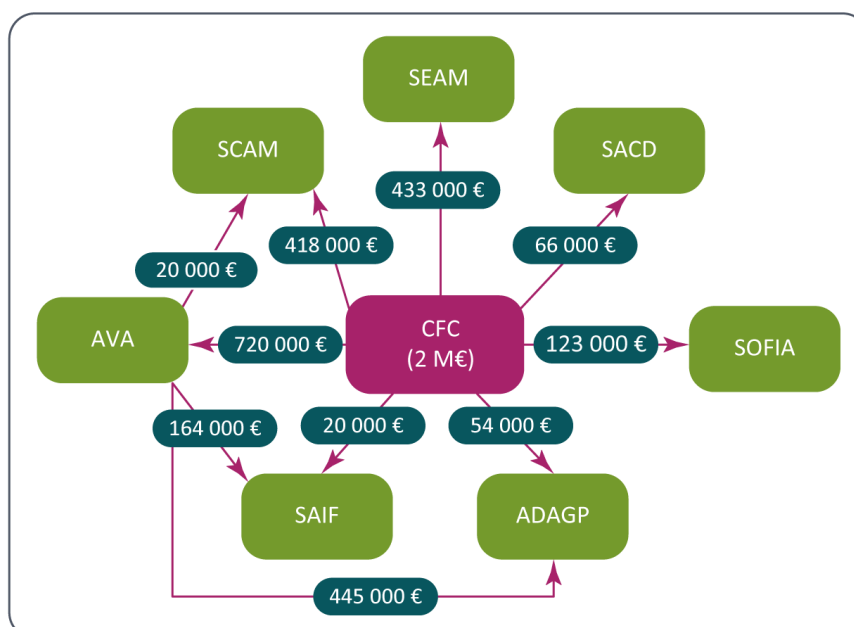 SEAM
SCAM
SACD
433 000 €
418 000 €
66 000 €
20 000 €
AVA
720 000 €
CFC
(2 M€)
123 000 €
SOFIA
164 000 €
20 000 €
54 000 €
SAIF
ADAGP
445 000 €